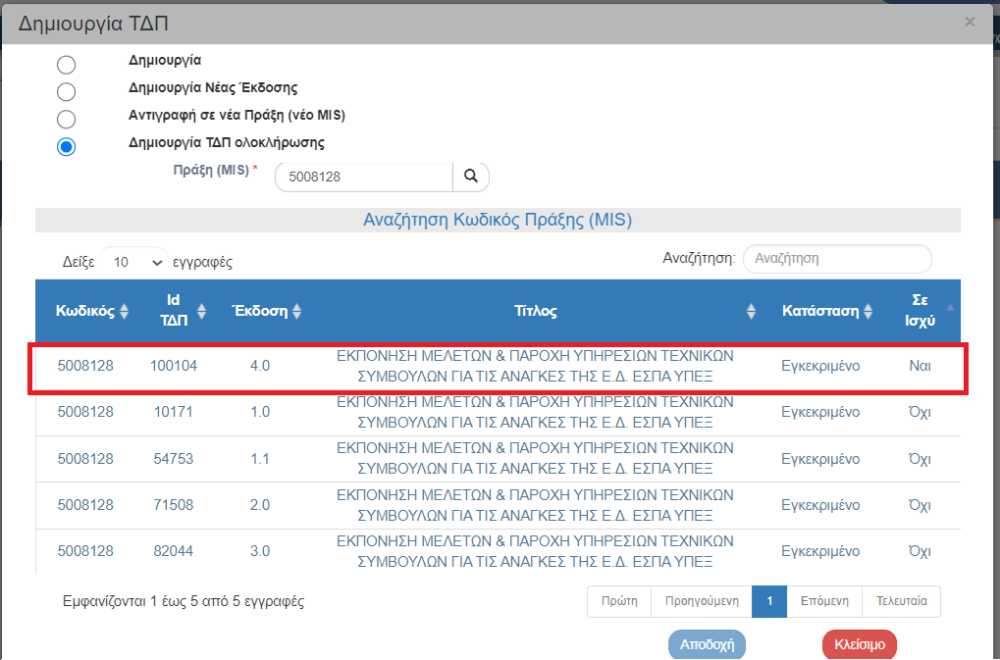 Δημιουργία ΤΔΠ
×
Δημιουργία
Δημιουργία Νέας Έκδοσης
Αντιγραφή σε νέα Πράξη (νέο MIS)
Δημιουργία ΤΔΠ ολοκλήρωσης
Πράξη (MIS) *
5008128
Αναζήτηση Κωδικός Πράξης (MIS)
Δείξε 10 εγγραφές
Αναζήτηση: Αναζήτηση
Κωδικός Id ΤΔΠ Έκδοση Τίτλος Κατάσταση Σε Ισχύ
5008128 100104 4.0 ΕΚΠΟΝΗΣΗ ΜΕΛΕΤΩΝ & ΠΑΡΟΧΗ ΥΠΗΡΕΣΙΩΝ ΤΕΧΝΙΚΩΝ
ΣΥΜΒΟΥΛΩΝ ΓΙΑ ΤΙΣ ΑΝΑΓΚΕΣ ΤΗΣ Ε.Δ. ΕΣΠΑ ΥΠΕΞ Εγκεκριμένο Ναι
5008128 10171 1.0 ΕΚΠΟΝΗΣΗ ΜΕΛΕΤΩΝ & ΠΑΡΟΧΗ ΥΠΗΡΕΣΙΩΝ ΤΕΧΝΙΚΩΝ
ΣΥΜΒΟΥΛΩΝ ΓΙΑ ΤΙΣ ΑΝΑΓΚΕΣ ΤΗΣ Ε.Δ. ΕΣΠΑ ΥΠΕΞ Εγκεκριμένο Όχι
5008128 54753 1.1 ΕΚΠΟΝΗΣΗ ΜΕΛΕΤΩΝ & ΠΑΡΟΧΗ ΥΠΗΡΕΣΙΩΝ ΤΕΧΝΙΚΩΝ
ΣΥΜΒΟΥΛΩΝ ΓΙΑ ΤΙΣ ΑΝΑΓΚΕΣ ΤΗΣ Ε.Δ. ΕΣΠΑ ΥΠΕΞ Εγκεκριμένο Όχι
5008128 71508 2.0 ΕΚΠΟΝΗΣΗ ΜΕΛΕΤΩΝ & ΠΑΡΟΧΗ ΥΠΗΡΕΣΙΩΝ ΤΕΧΝΙΚΩΝ
ΣΥΜΒΟΥΛΩΝ ΓΙΑ ΤΙΣ ΑΝΑΓΚΕΣ ΤΗΣ Ε.Δ. ΕΣΠΑ ΥΠΕΞ Εγκεκριμένο Όχι
5008128 82044 3.0 ΕΚΠΟΝΗΣΗ ΜΕΛΕΤΩΝ & ΠΑΡΟΧΗ ΥΠΗΡΕΣΙΩΝ ΤΕΧΝΙΚΩΝ
ΣΥΜΒΟΥΛΩΝ ΓΙΑ ΤΙΣ ΑΝΑΓΚΕΣ ΤΗΣ Ε.Δ. ΕΣΠΑ ΥΠΕΞ Εγκεκριμένο Όχι
Εμφανίζονται 1 έως 5 από 5 εγγραφές
Πρώτη Προηγούμενη 1 Επόμενη Τελευταία
Αποδοχή Κλείσιμο